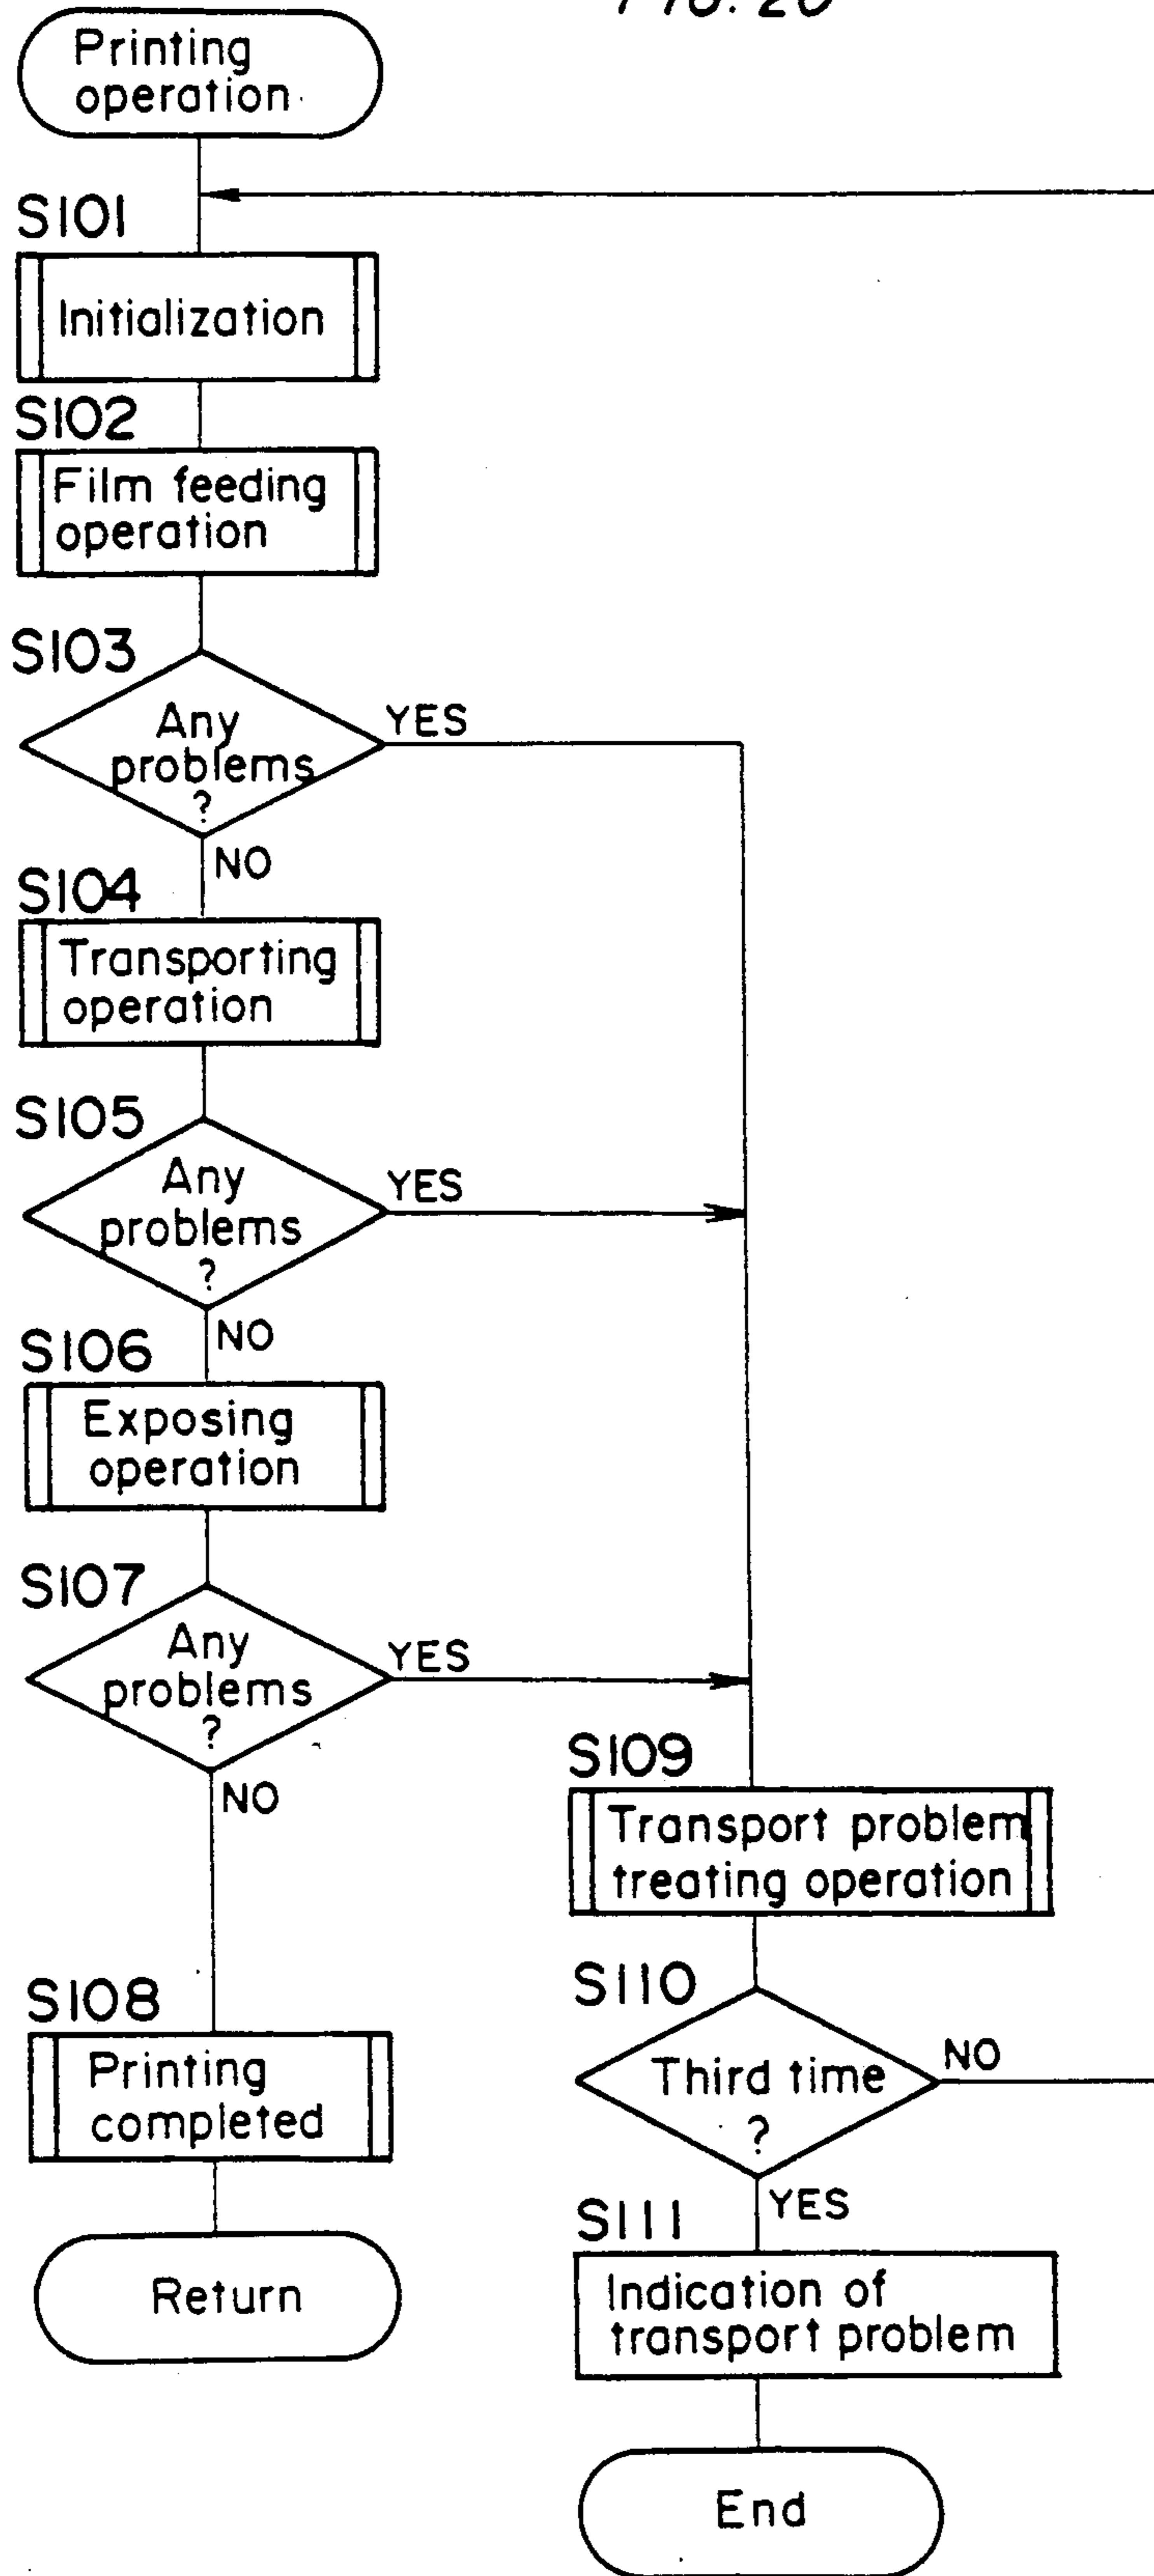 FIG. 20
Printing
operation
S101
Initialization
S102
Film feeding
operation
S103
Any
problems
?
YES
NO
S104
Transporting
operation
S105
Any
problems
?
YES
NO
S106
Exposing
operation
S107
Any
problems
?
YES
NO
S108
Printing
completed
Return
S109
Transport problem
treating operation
S110
Third time
?
NO
YES
S111
Indication of
transport problem
End